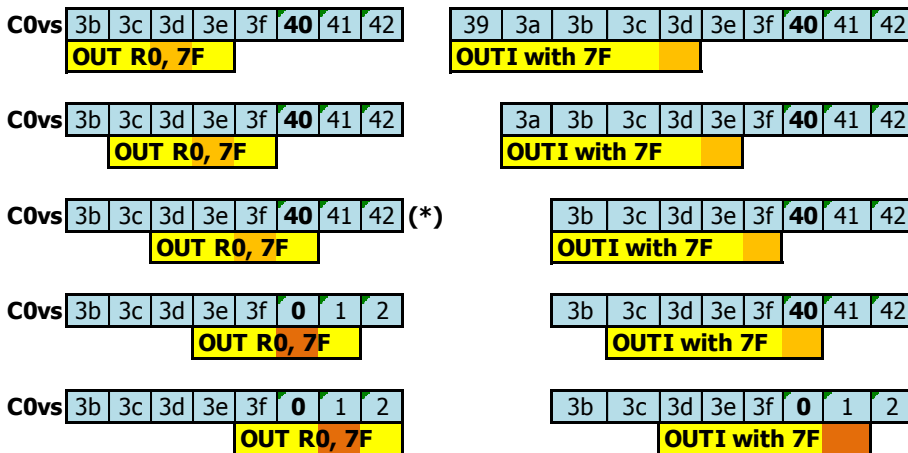 C0vs 3b 3c 3d 3e 3f 40 41 42 39 3a 3b 3c 3d 3e 3f 40 41 42
OUT R0, 7F OUTI with 7F
C0vs 3b 3c 3d 3e 3f 40 41 42 3a 3b 3c 3d 3e 3f 40 41 42
OUT R0, 7F OUTI with 7F
C0vs 3b 3c 3d 3e 3f 40 41 42 (*) 3b 3c 3d 3e 3f 40 41 42
OUT R0, 7F OUTI with 7F
C0vs 3b 3c 3d 3e 3f 0 1 2 3b 3c 3d 3e 3f 40 41 42
OUT R0, 7F OUTI with 7F
C0vs 3b 3c 3d 3e 3f 0 1 2 3b 3c 3d 3e 3f 0 1 2
OUT R0, 7F OUTI with 7F